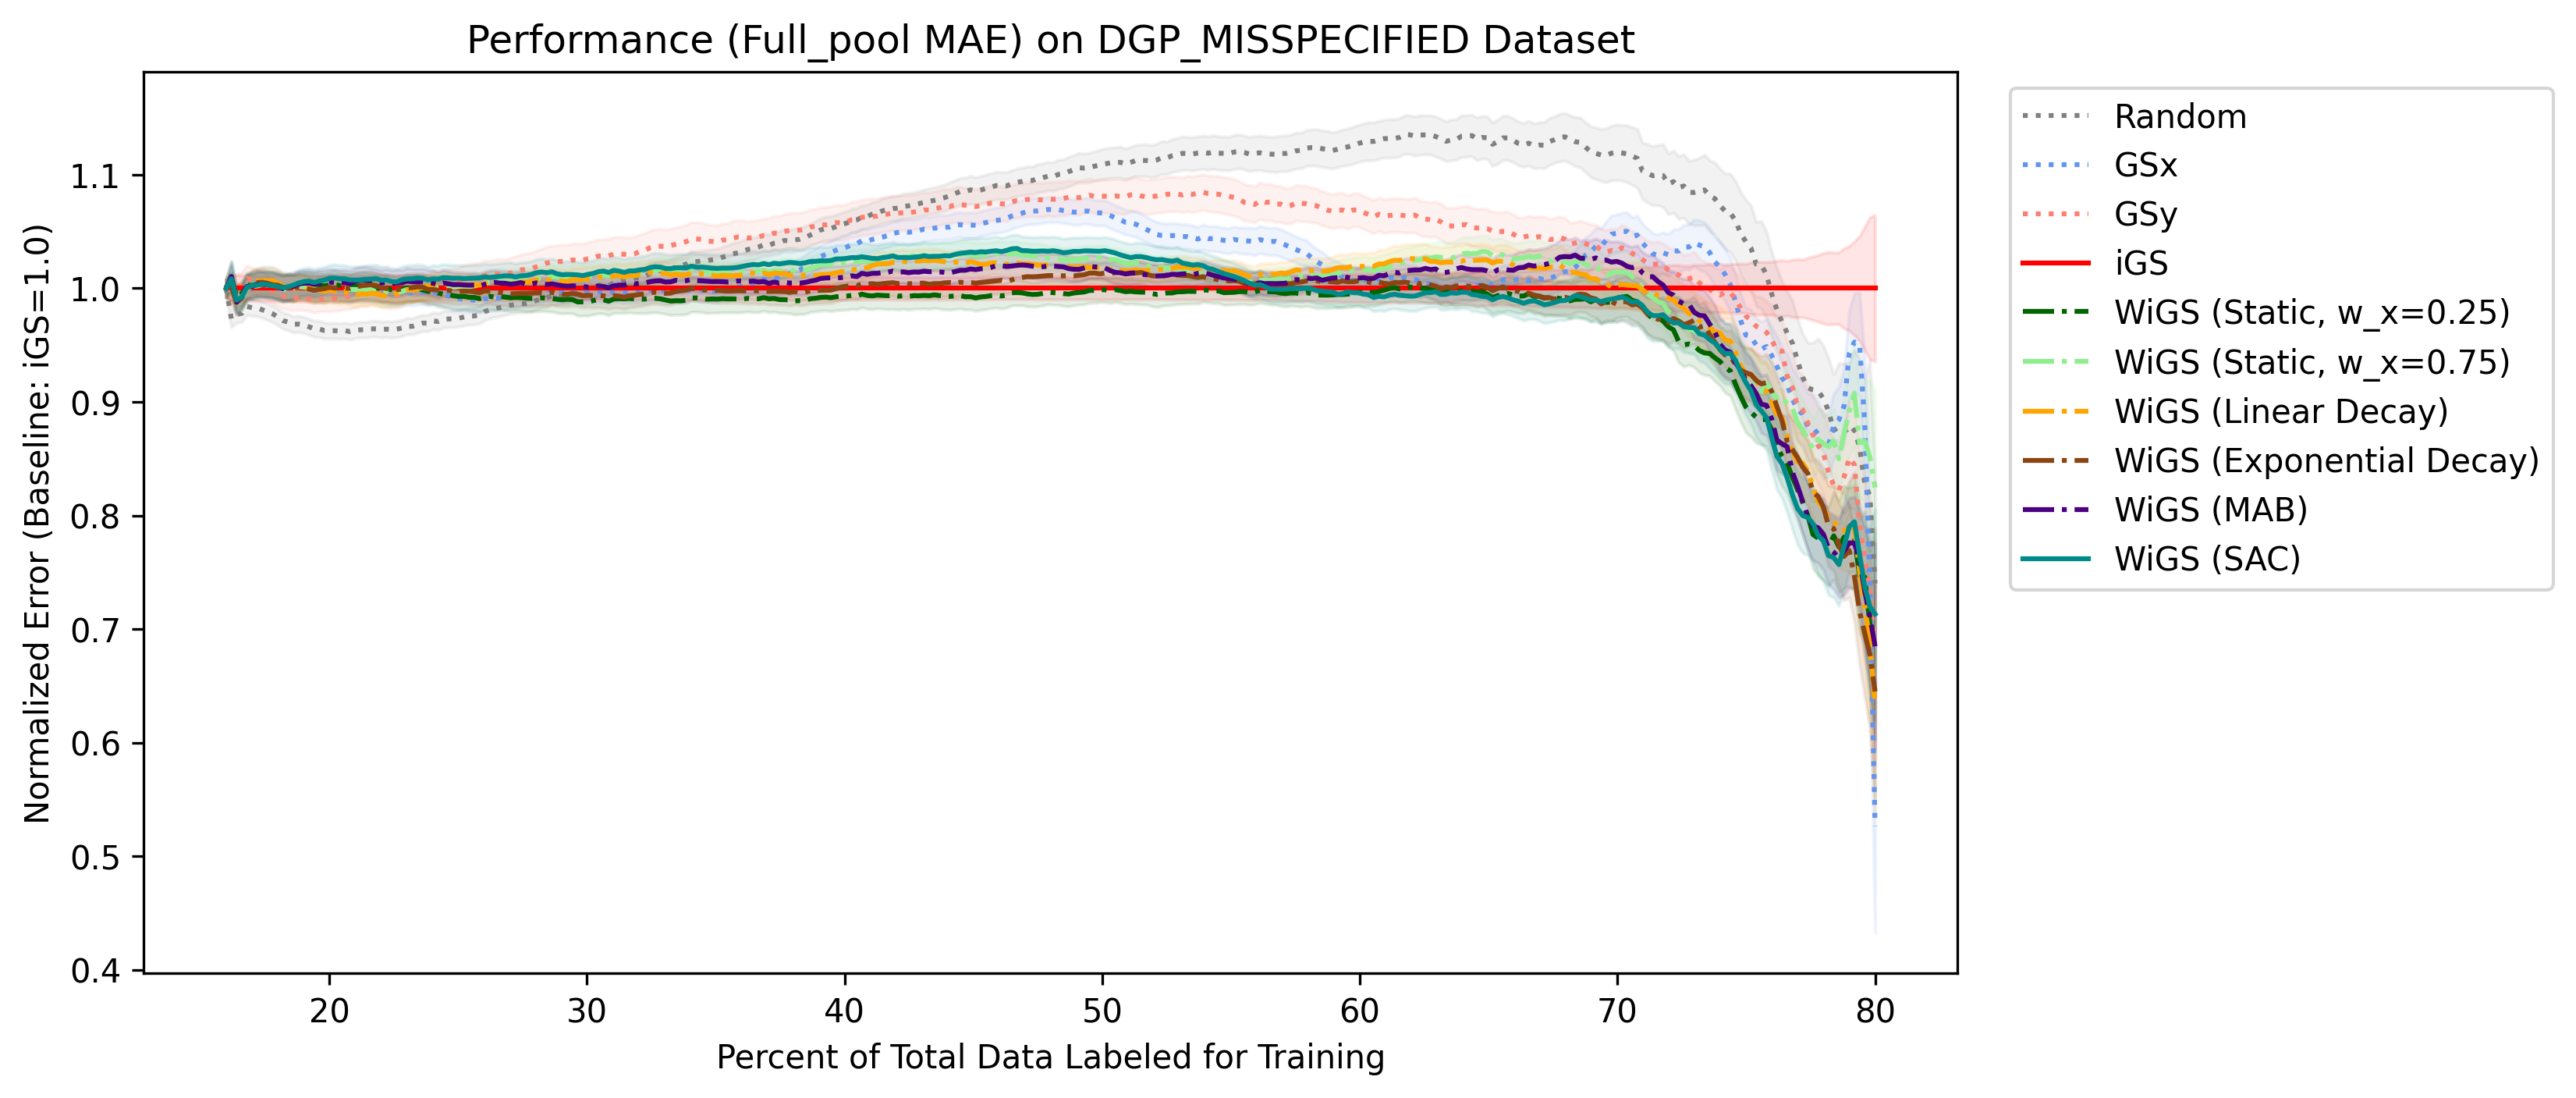 Performance (Full_pool MAE) on DGP_MISSPECIFIED Dataset
Normalized Error (Baseline: iGS=1.0)
1.1
1.0
0.9
0.8
0.7
0.6
0.5
0.4
20 30 40 50 60 70 80
Percent of Total Data Labeled for Training
Random
GSx
GSy
iGS
WiGS (Static, w_x=0.25)
WiGS (Static, w_x=0.75)
WiGS (Linear Decay)
WiGS (Exponential Decay)
WiGS (MAB)
WiGS (SAC)